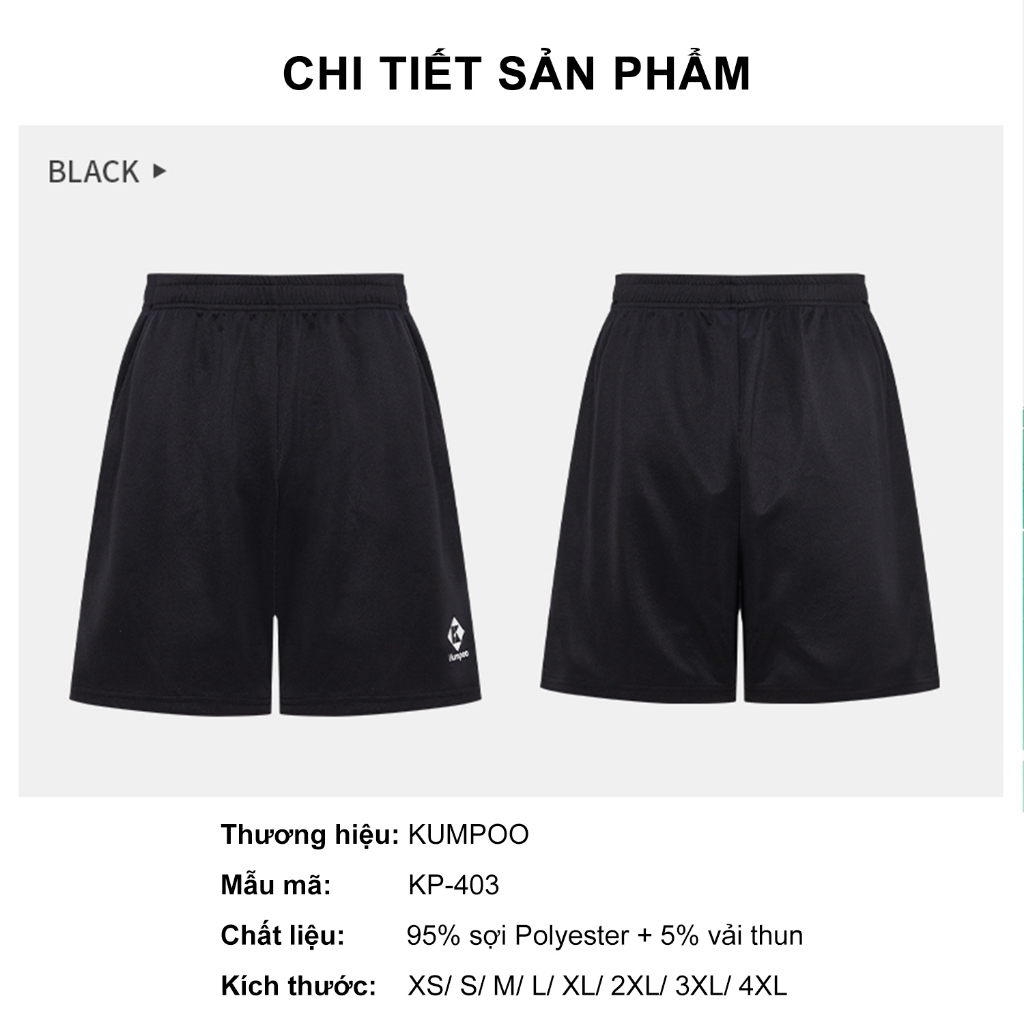 CHI TIẾT SẢN PHẨM
BLACK
K
Kumpoo
Thương hiệu: KUMPOO
Mẫu mã: KP-403
Chất liệu: 95% sợi Polyester + 5% vải thun
Kích thước: XS/ S/ M/ L/ XL/ 2XL/ 3XL/ 4XL